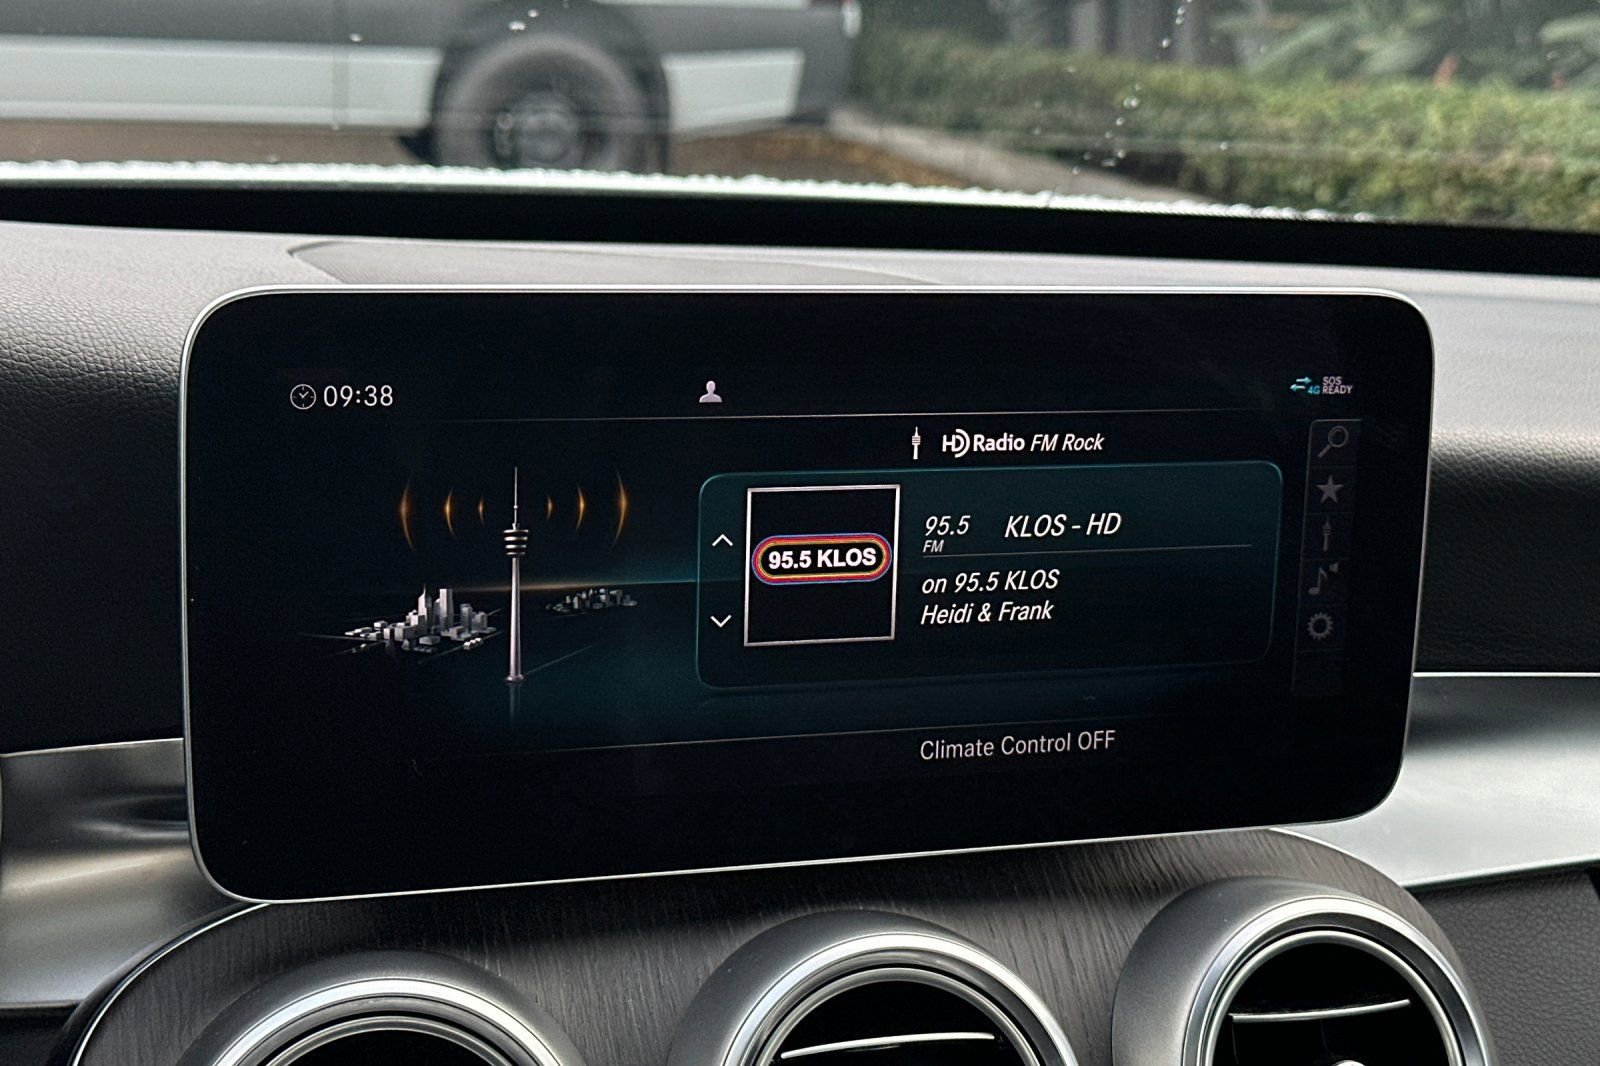 09:38
4G SOS READY
HD Radio FM Rock
95.5 KLOS
95.5 FM KLOS - HD
on 95.5 KLOS
Heidi & Frank
Climate Control OFF